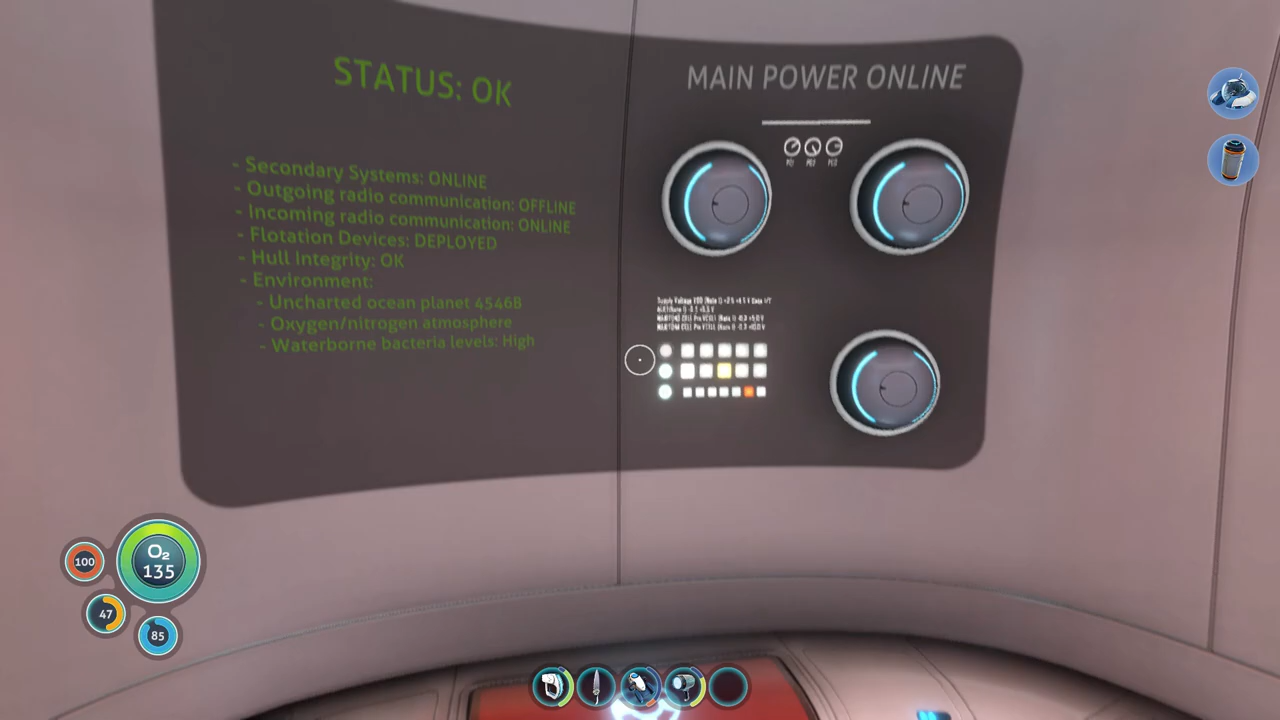 STATUS: OK
- Secondary Systems: ONLINE
- Outgoing radio communication: OFFLINE
- Incoming radio communication: ONLINE
- Flotation Devices: DEPLOYED
- Hull Integrity: OK
- Environment:
- Uncharted ocean planet 4546B
- Oxygen/nitrogen atmosphere
- Waterborne bacteria levels: High
MAIN POWER ONLINE
100
O₂
135
47
85